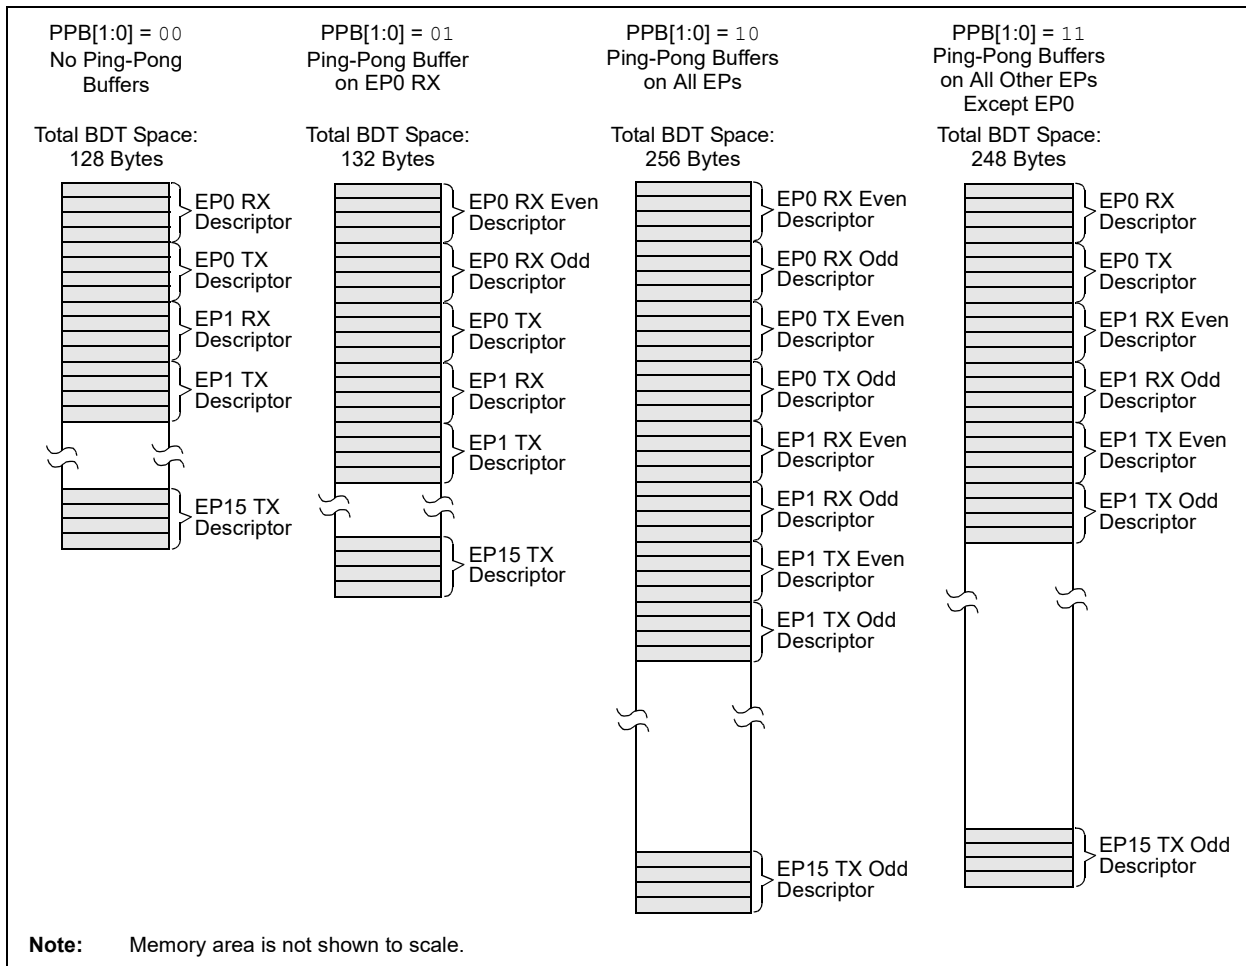 PPB[1:0] = 00
No Ping-Pong
Buffers
Total BDT Space:
128 Bytes
EP0 RX
Descriptor
EP0 TX
Descriptor
EP1 RX
Descriptor
EP1 TX
Descriptor
EP15 TX
Descriptor
PPB[1:0] = 01
Ping-Pong Buffer
on EP0 RX
Total BDT Space:
132 Bytes
EP0 RX Even
Descriptor
EP0 RX Odd
Descriptor
EP0 TX
Descriptor
EP1 RX
Descriptor
EP1 TX
Descriptor
EP15 TX
Descriptor
PPB[1:0] = 10
Ping-Pong Buffers
on All EPs
Total BDT Space:
256 Bytes
EP0 RX Even
Descriptor
EP0 RX Odd
Descriptor
EP0 TX Even
Descriptor
EP0 TX Odd
Descriptor
EP1 RX Even
Descriptor
EP1 RX Odd
Descriptor
EP1 TX Even
Descriptor
EP1 TX Odd
Descriptor
EP15 TX Odd
Descriptor
PPB[1:0] = 11
Ping-Pong Buffers
on All Other EPs
Except EP0
Total BDT Space:
248 Bytes
EP0 RX
Descriptor
EP0 TX
Descriptor
EP1 RX Even
Descriptor
EP1 RX Odd
Descriptor
EP1 TX Even
Descriptor
EP1 TX Odd
Descriptor
EP15 TX Odd
Descriptor
Note: Memory area is not shown to scale.